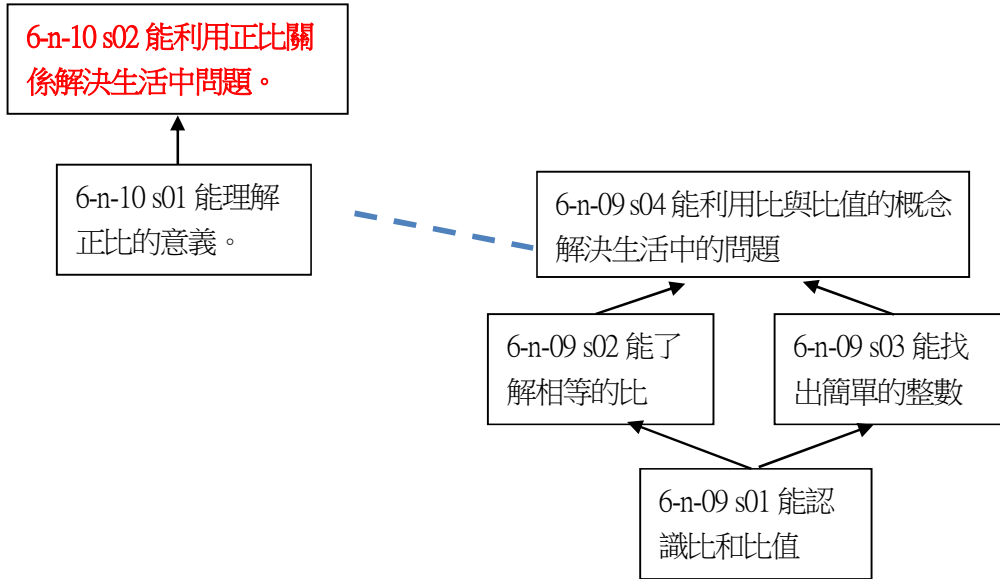 6-n-10 s02 能利用正比關
係解決生活中問題。
6-n-10 s01 能理解
正比的意義。
6-n-09 s04 能利用比與比值的概念
解決生活中的問題
6-n-09 s02 能了
解相等的比
6-n-09 s03 能找
出簡單的整數
6-n-09 s01 能認
識比和比值